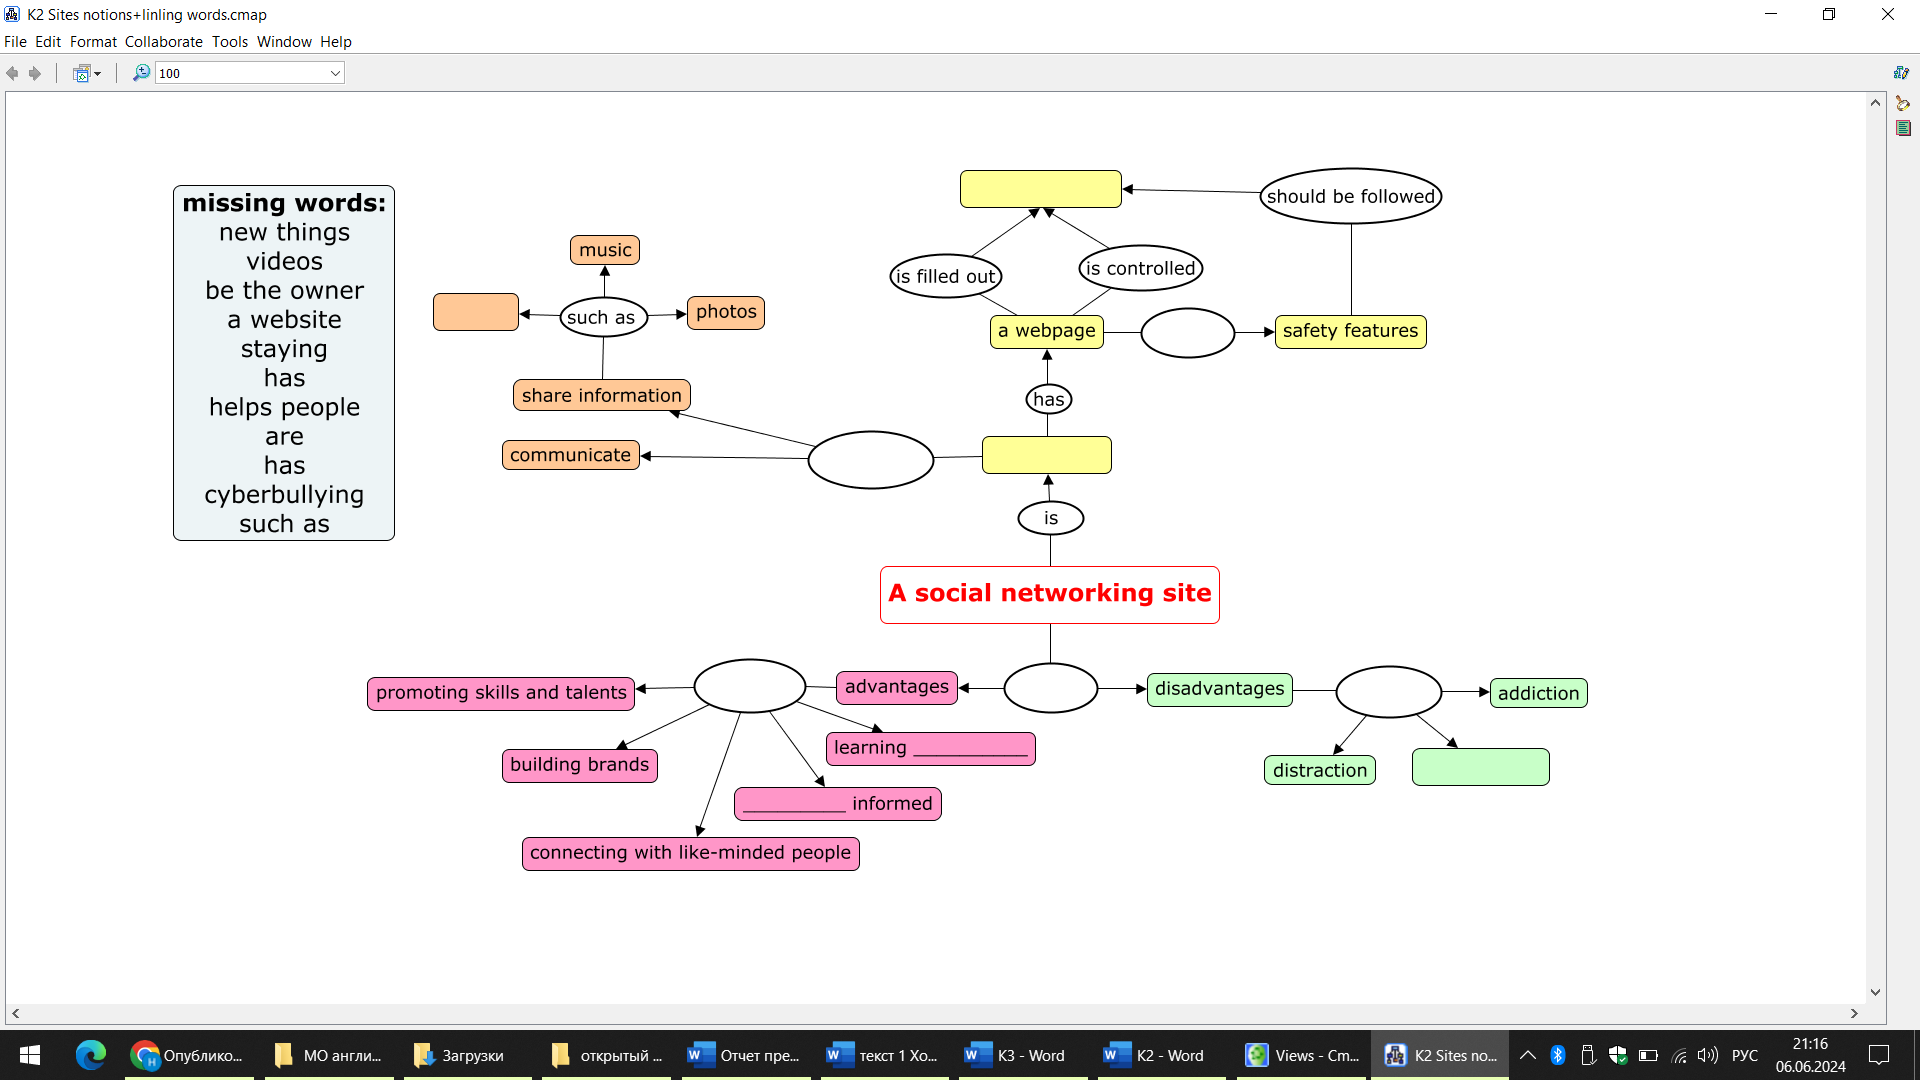 K2 Sites notions+linling words.cmap
File Edit Format Collaborate Tools Window Help
100
missing words:
new things
videos
be the owner
a website
staying
has
helps people
are
has
cyberbullying
such as
music
such as
photos
share information
communicate
should be followed
is filled out
is controlled
a webpage
safety features
has
is
A social networking site
promoting skills and talents
advantages
disadvantages
addiction
learning ___________
building brands
distraction
__________ informed
connecting with like-minded people
Опублико...
МО англи...
Загрузки
открытый ...
Отчет пре...
текст 1 Хо...
К3 - Word
К2 - Word
Views - Cm...
K2 Sites no...
РУС
21:16
06.06.2024